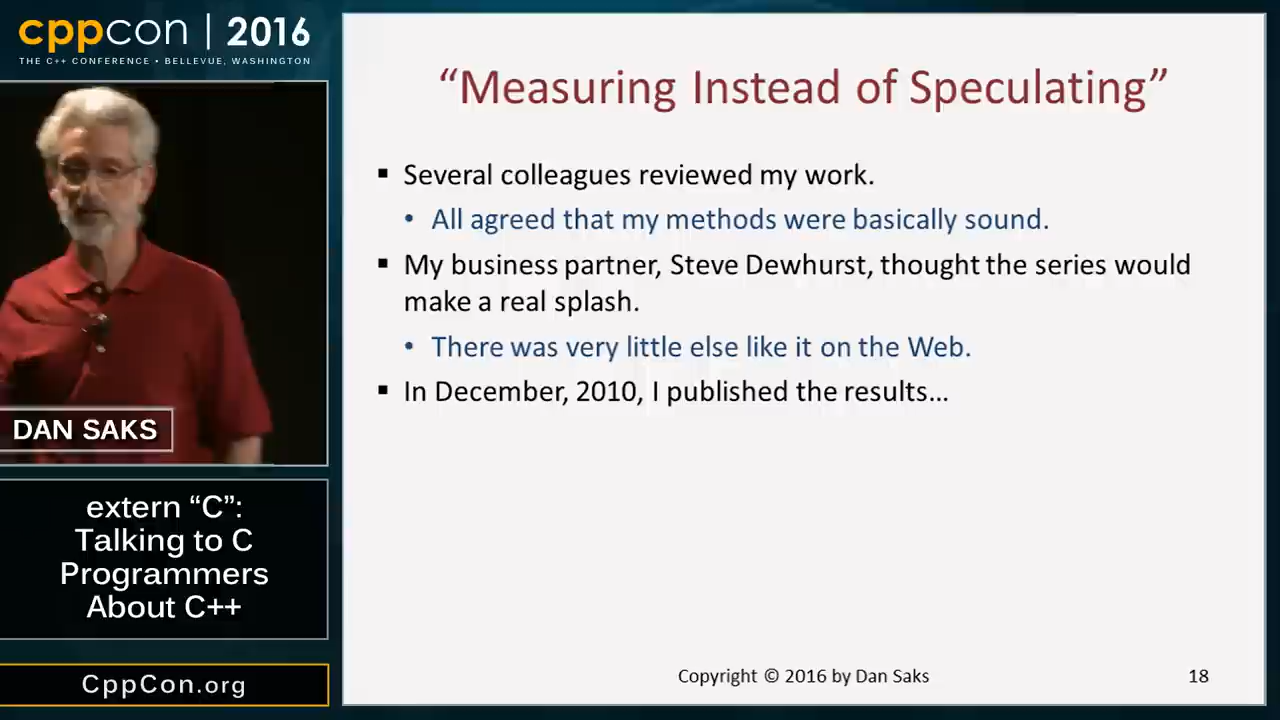 cppcon | 2016
THE C++ CONFERENCE • BELLEVUE, WASHINGTON
DAN SAKS
extern “C”:
Talking to C
Programmers
About C++
CppCon.org
“Measuring Instead of Speculating”
▪ Several colleagues reviewed my work.
• All agreed that my methods were basically sound.
▪ My business partner, Steve Dewhurst, thought the series would
make a real splash.
• There was very little else like it on the Web.
▪ In December, 2010, I published the results…
Copyright © 2016 by Dan Saks
18